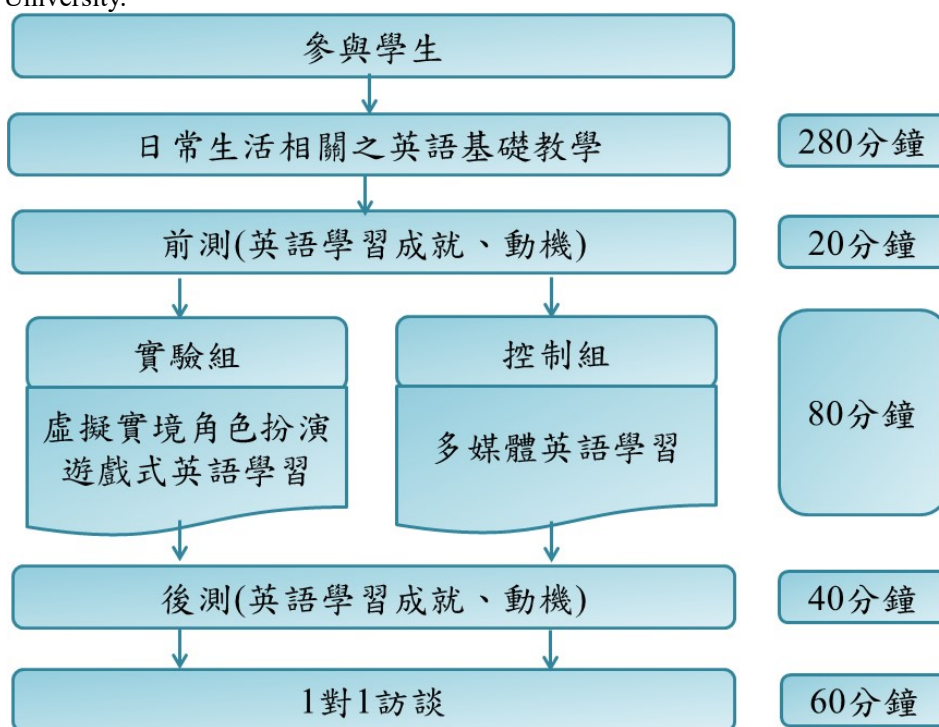 University.
參與學生
日常生活相關之英語基礎教學
280分鐘
前測(英語學習成就、動機)
20分鐘
實驗組
控制組
虛擬實境角色扮演
遊戲式英語學習
多媒體英語學習
80分鐘
後測(英語學習成就、動機)
40分鐘
1對1訪談
60分鐘